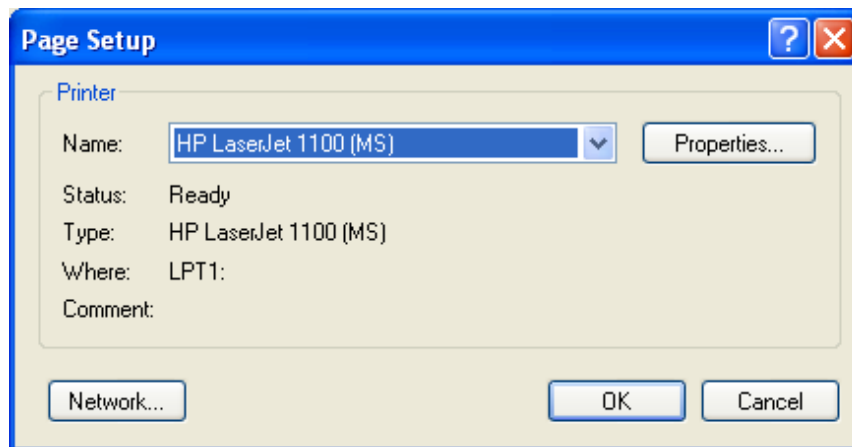 Page Setup
Printer
Name: HP LaserJet 1100 (MS) Properties...
Status: Ready
Type: HP LaserJet 1100 (MS)
Where: LPT1:
Comment:
Network... OK Cancel